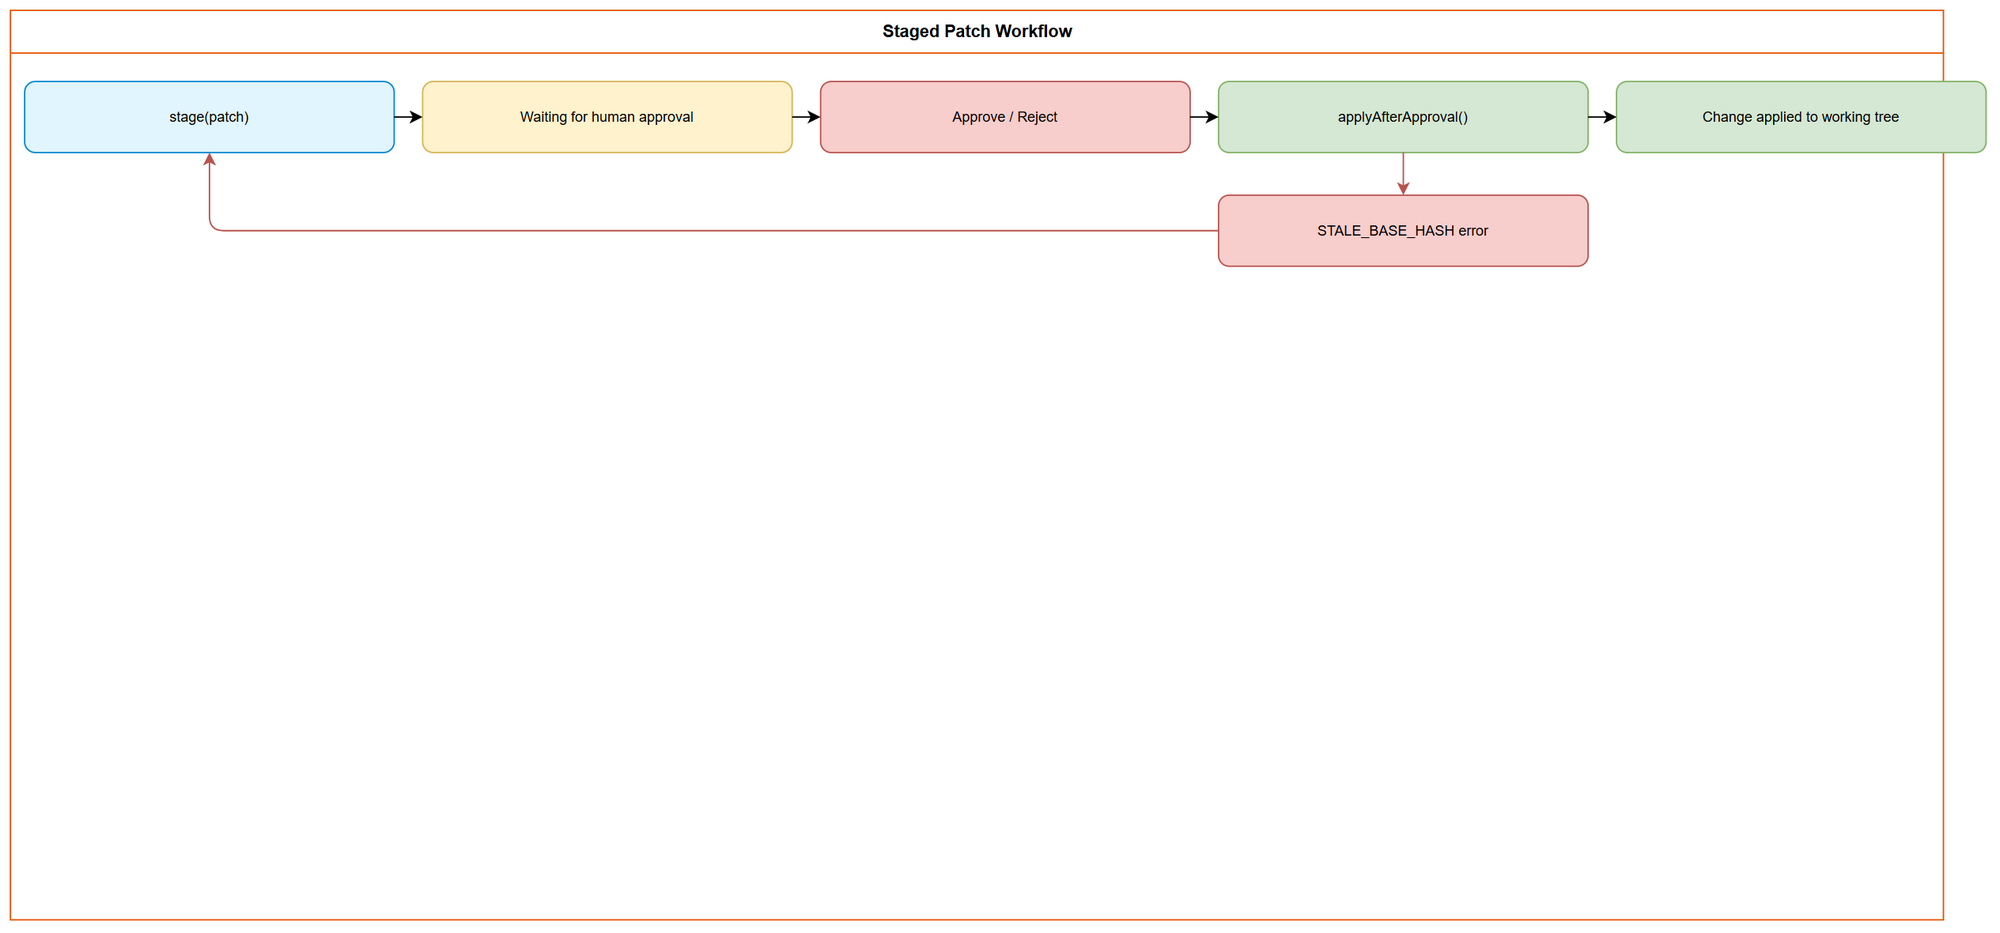 Staged Patch Workflow
stage(patch)
Waiting for human approval
Approve / Reject
applyAfterApproval()
Change applied to working tree
STALE_BASE_HASH error